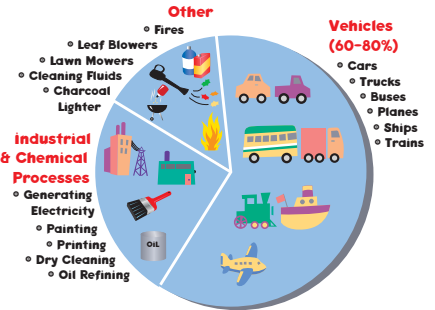 Other
Fires
Leaf Blowers
Lawn Mowers
Cleaning Fluids
Charcoal
Lighter
Vehicles
(60-80%)
Cars
Trucks
Buses
Planes
Ships
Trains
industrial
& Chemical
Processes
Generating
Electricity
Painting
Printing
Dry Cleaning
Oil Refining
OIL